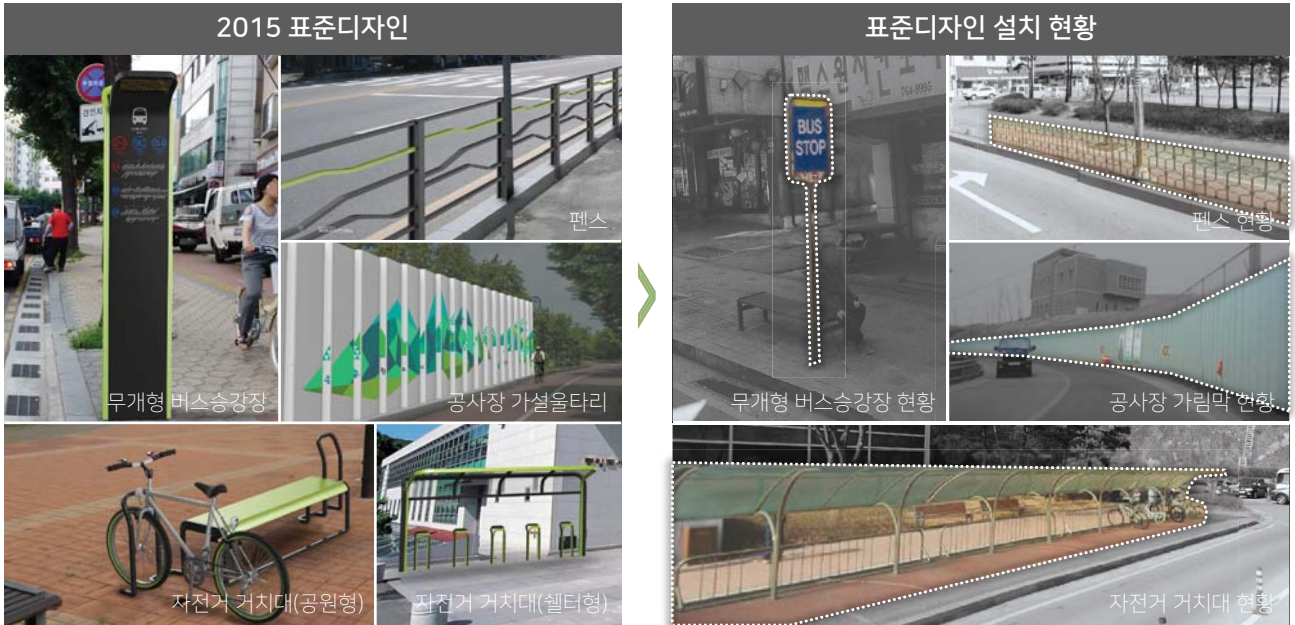 2015 표준디자인
표준디자인 설치 현황
펜스
무개형 버스승강장
공사장 가설울타리
자전거 거치대(공원형)
자전거 거치대(쉘터형)
BUS
STOP
764-9995
펜스 현황
무개형 버스승강장 현황
공사장 가림막 현황
자전거 거치대 현황